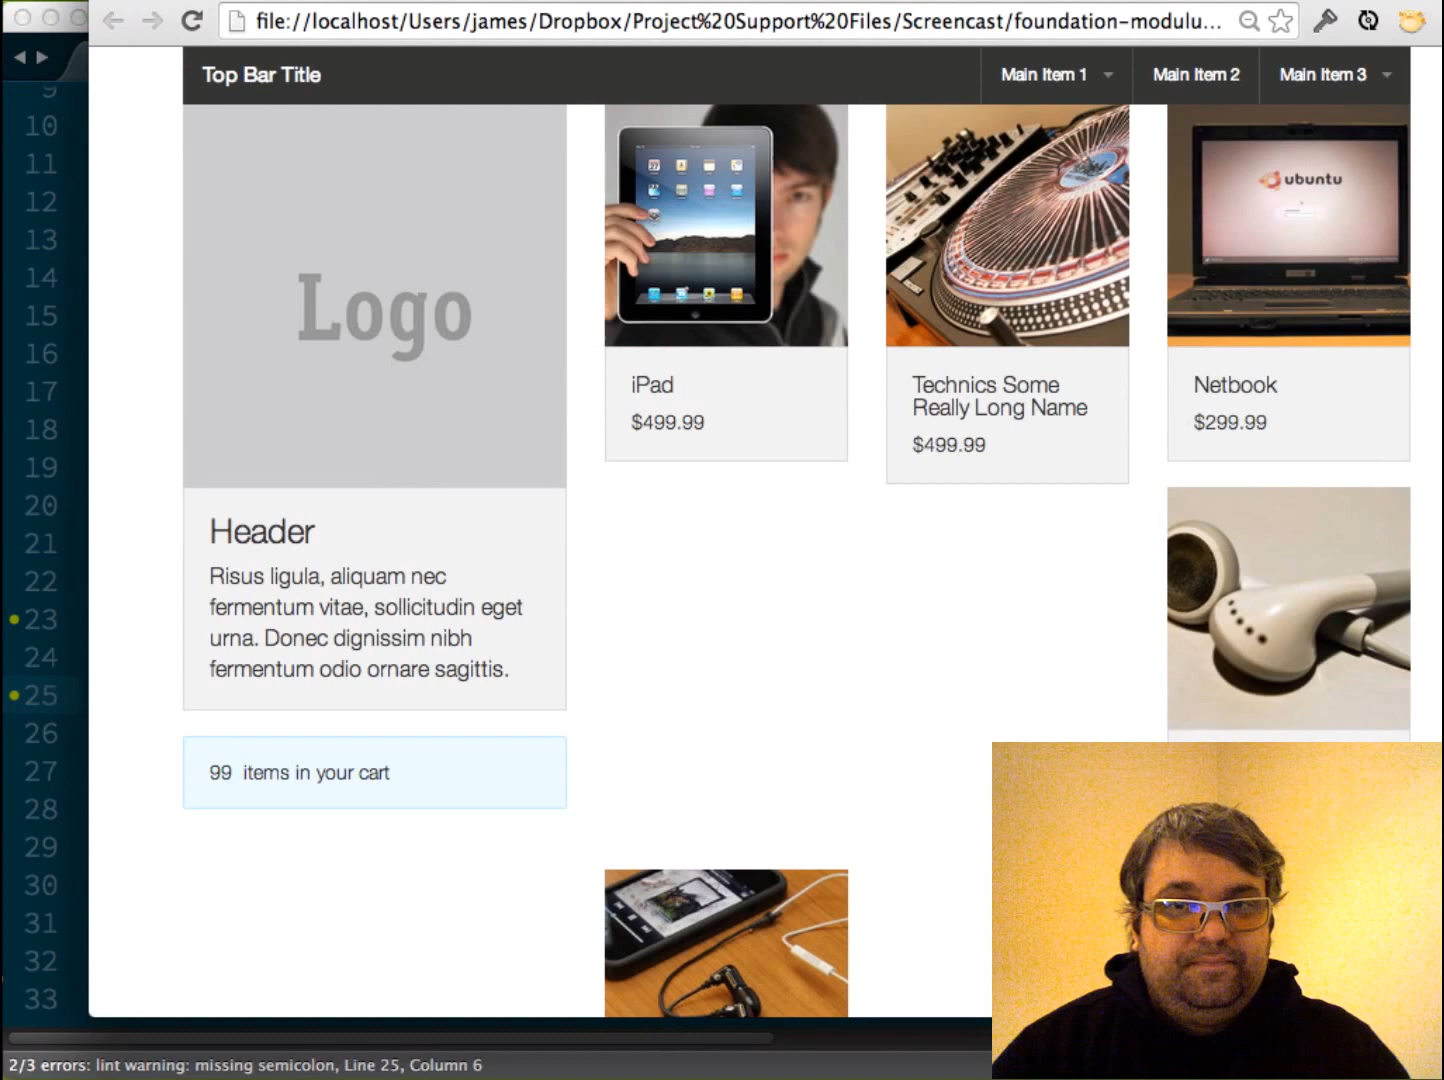 file://localhost/Users/james/Dropbox/Project%20Support%20Files/Screencast/foundation-modulu...
Top Bar Title
Main Item 1
Main Item 2
Main Item 3
Logo
ubuntu
iPad
$499.99
Technics Some
Really Long Name
$499.99
Netbook
$299.99
Header
Risus ligula, aliquam nec
fermentum vitae, sollicitudin eget
urna. Donec dignissim nibh
fermentum odio ornare sagittis.
99 items in your cart
9
10
11
12
13
14
15
16
17
18
19
20
21
22
23
24
25
26
27
28
29
30
31
32
33
2/3 errors: lint warning: missing semicolon, Line 25, Column 6